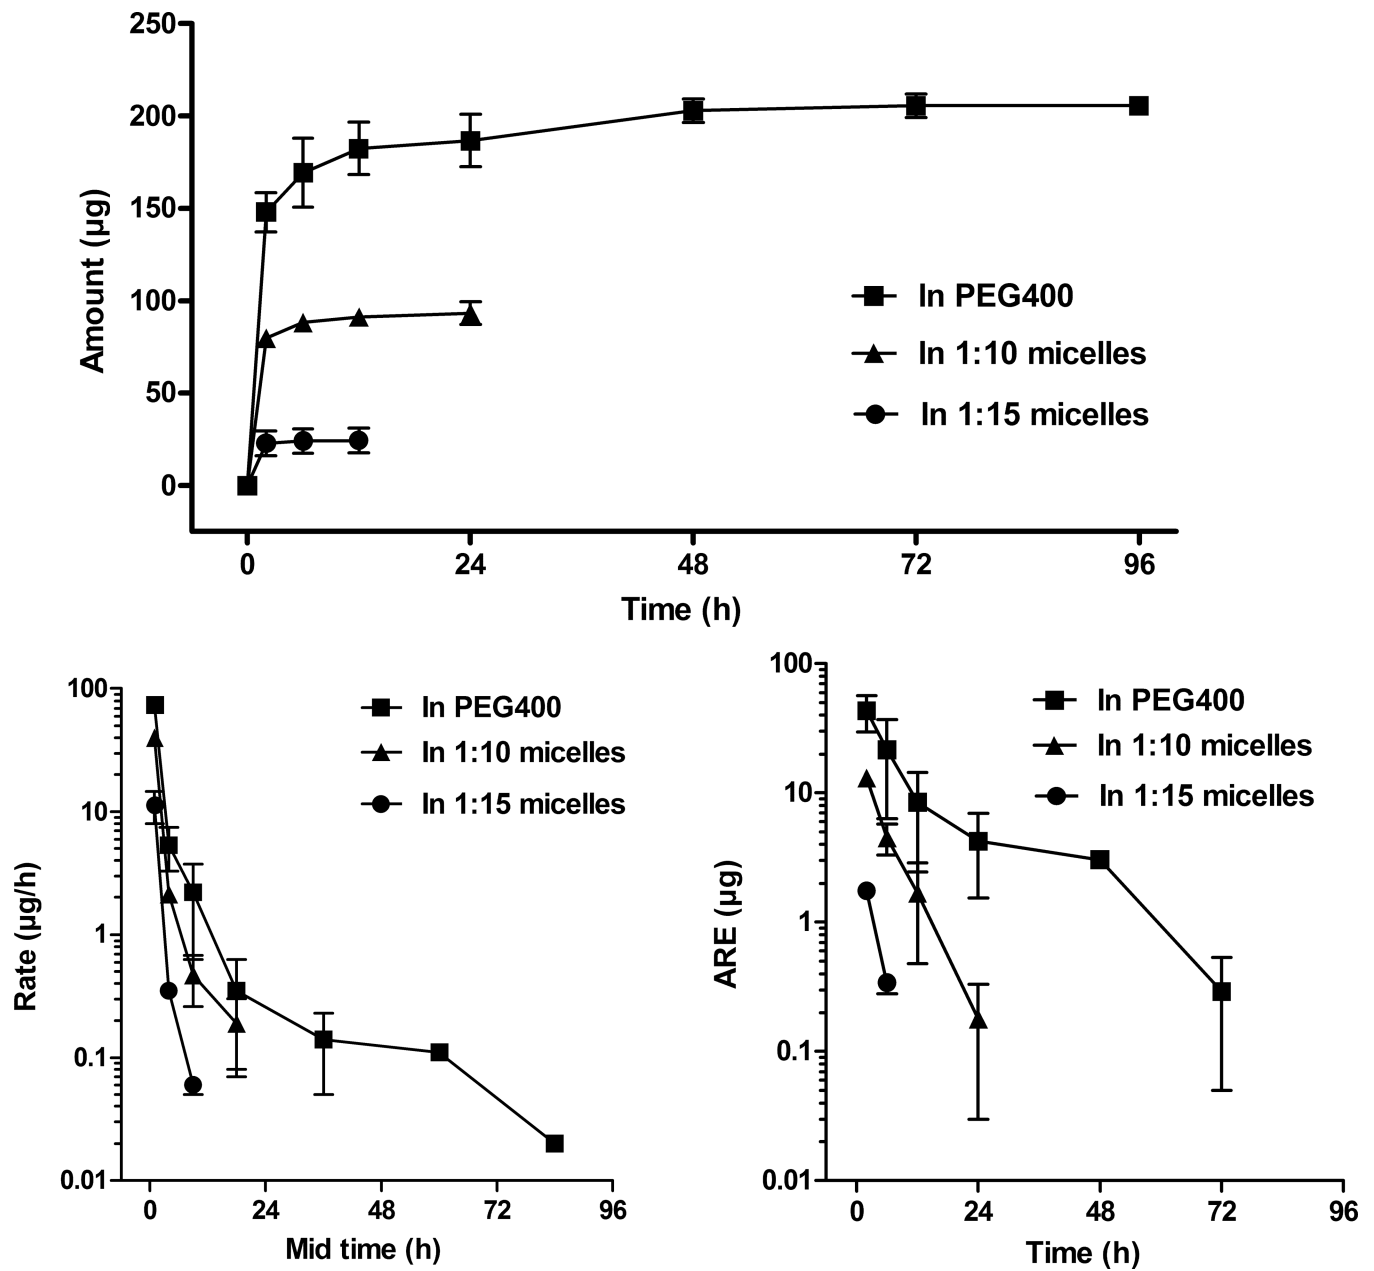 250
200
150
100
50
0
Amount (µg)
In PEG400
In 1:10 micelles
In 1:15 micelles
0 24 48 72 96
Time (h)
100
10
1
0.1
0.01
Rate (µg/h)
In PEG400
In 1:10 micelles
In 1:15 micelles
0 24 48 72 96
Mid time (h)
100
10
1
0.1
0.01
ARE (µg)
In PEG400
In 1:10 micelles
In 1:15 micelles
0 24 48 72 96
Time (h)